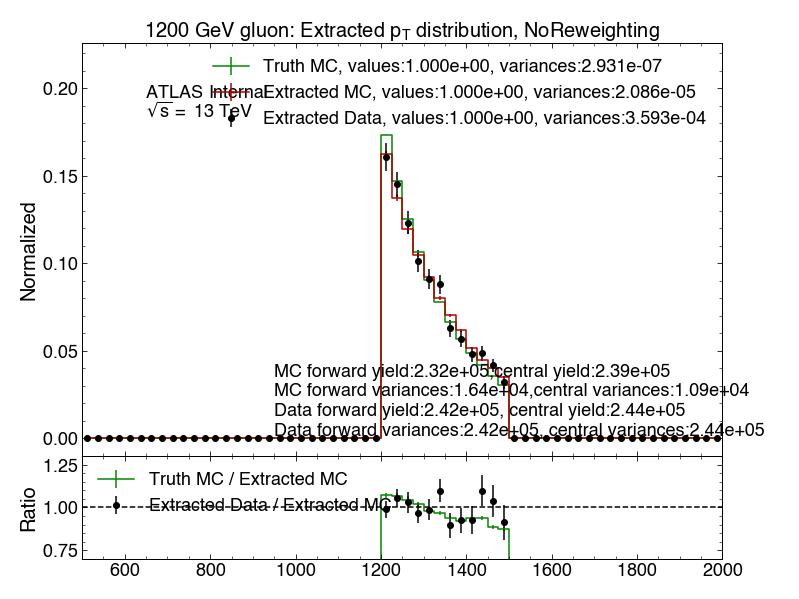 1200 GeV gluon: Extracted pT distribution, NoReweighting
Truth MC, values:1.000e+00, variances:2.931e-07
ATLAS Internal
Extracted MC, values:1.000e+00, variances:2.086e-05
√s = 13 TeV
Extracted Data, values:1.000e+00, variances:3.593e-04
Normalized
0.20
0.15
0.10
0.05
0.00
MC forward yield:2.32e+05,central yield:2.39e+05
MC forward variances:1.64e+04,central variances:1.09e+04
Data forward yield:2.42e+05, central yield:2.44e+05
Data forward variances:2.42e+05, central variances:2.44e+05
Ratio
1.25
1.00
0.75
Truth MC / Extracted MC
Extracted Data / Extracted MC
600 800 1000 1200 1400 1600 1800 2000